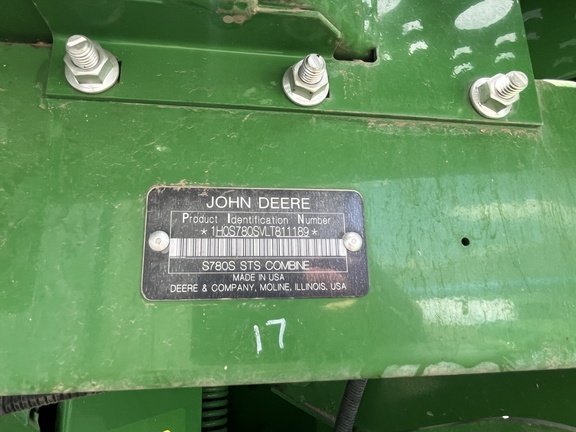 JOHN DEERE
Product Identification Number
*1H0S780SVLT811189*
S780S STS COMBINE
MADE IN USA
DEERE & COMPANY, MOLINE, ILLINOIS, USA
17